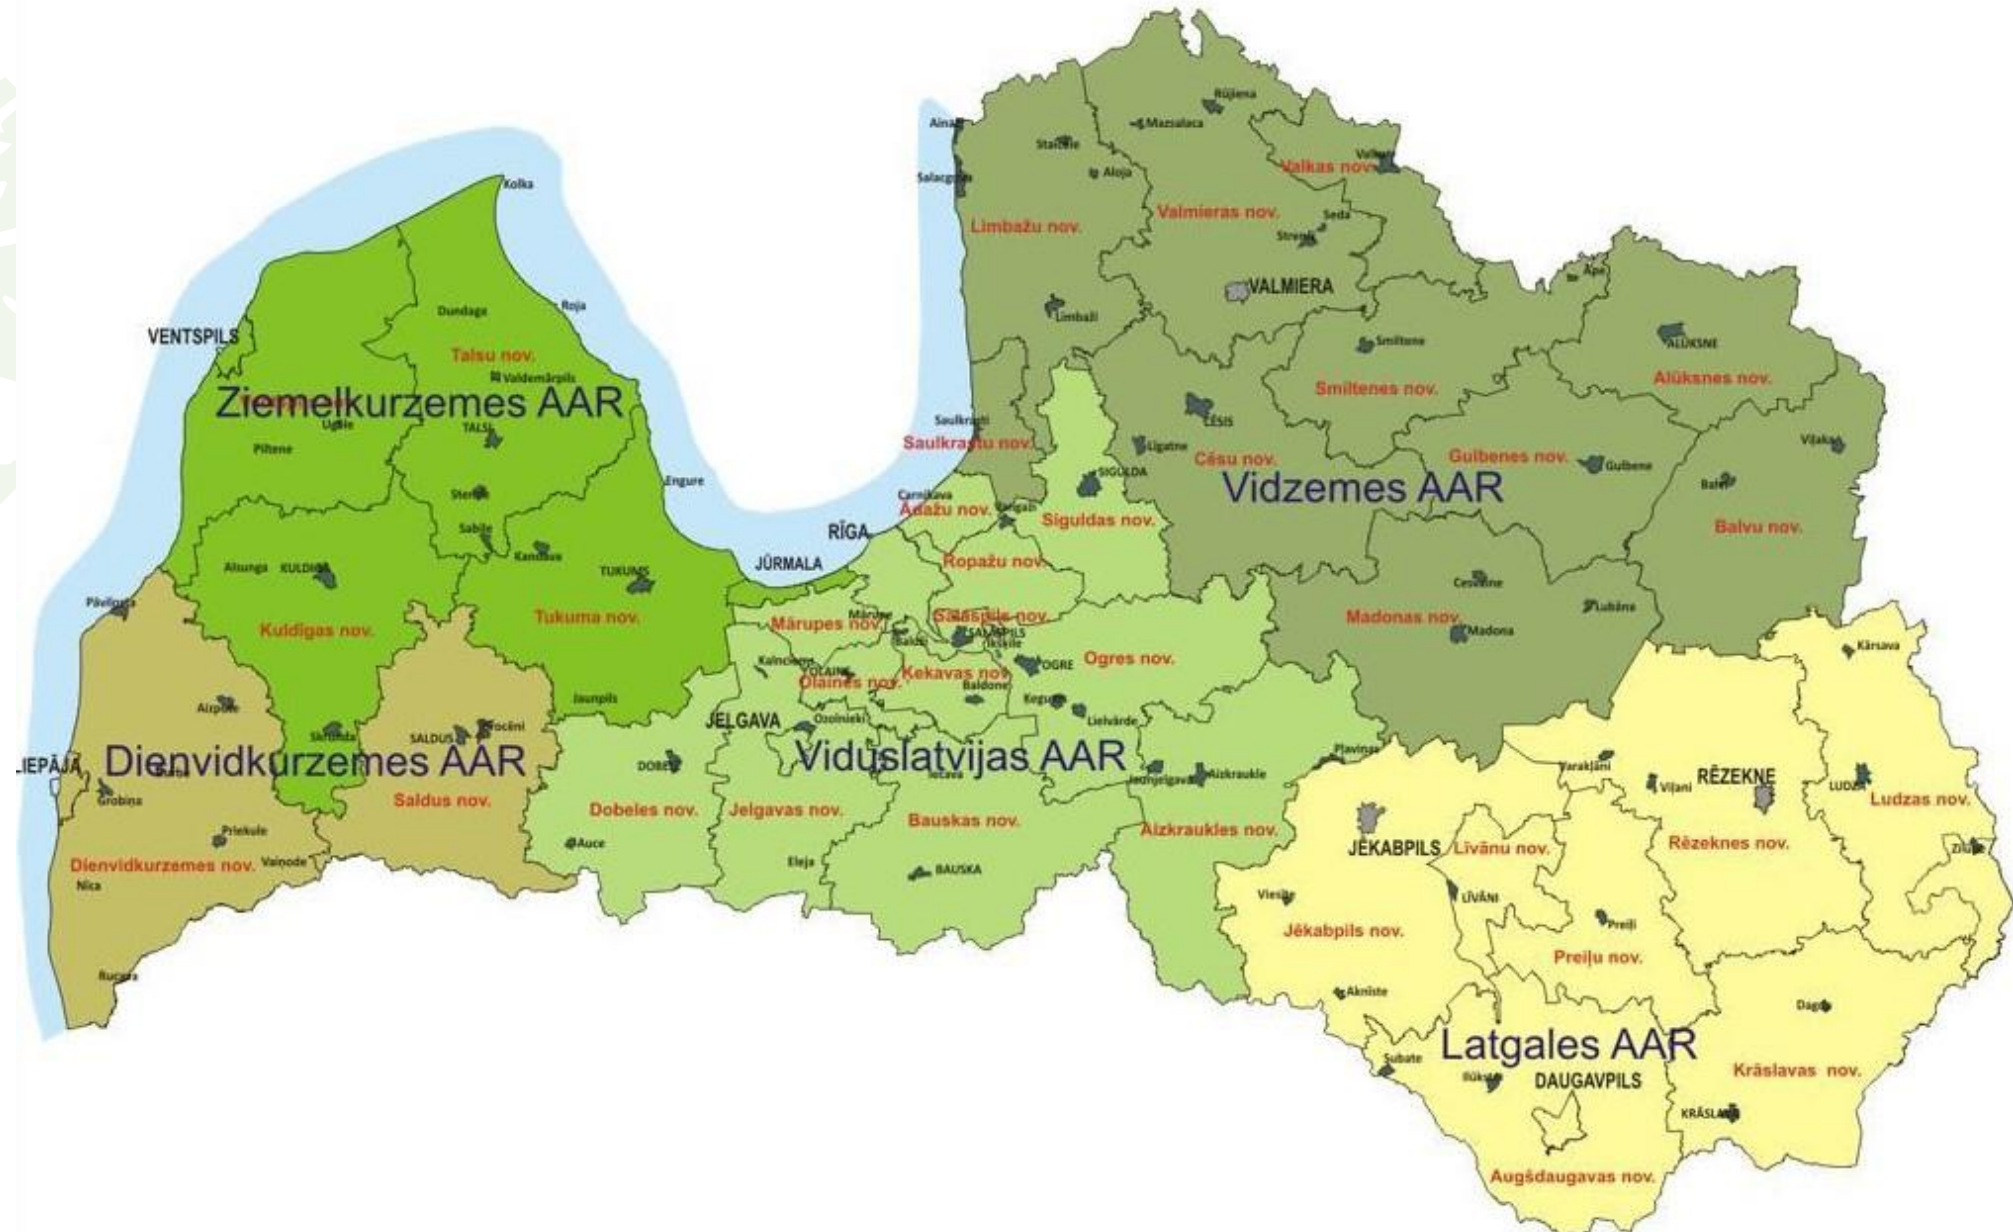 Kolka
VENTSPILS
Dundaga
Roja
Talsu nov.
Valdemārpils
Ziemeļkurzemes AAR
Ugāle
TALSI
Piltene
Stende
Engure
Sabile
Kandava
Alsunga
KULDĪGA
TUKUMS
Kuldīgas nov.
Tukuma nov.
Jaunpils
Pāvilosta
Aizpute
Skrunda
SALDUS
Brocēni
LIEPĀJA
Dienvidkurzemes AAR
Grobiņa
Saldus nov.
Priekule
Dienvidkurzemes nov.
Vaiņode
Nīca
Rucava
Rūjiena
Ainaži
Mazsalaca
Staicele
Aloja
Valka
Valkas nov.
Salacgrīva
Limbažu nov.
Valmieras nov.
Seda
Strenči
VALMIERA
Limbaži
Ape
Smiltene
ALŪKSNE
Smiltenes nov.
Alūksnes nov.
CĒSIS
Līgatne
Saulkrasti
Saulkrastu nov.
Cēsu nov.
Gulbenes nov.
Gulbene
Viļaka
Balvi
Vidzemes AAR
Balvu nov.
Cesvaine
Lubāna
Madonas nov.
Madona
SIGULDA
Siguldas nov.
Carnikava
Ādažu nov.
Vangaži
RĪGA
JŪRMALA
Ropažu nov.
Mārupe
Mārupes nov.
Salaspils nov.
SALASPILS
Ikšķile
Baloži
OGRE
Ogres nov.
Kalnciems
OLAINE
Olaines nov.
Ķekavas nov.
Baldone
Ķegums
Lielvārde
JELGAVA
Ozolnieki
Viduslatvijas AAR
Iecava
DOBELE
Dobeles nov.
Jelgavas nov.
Bauskas nov.
Auce
Eleja
BAUSKA
Jaunjelgava
Aizkraukle
Pļaviņas
Aizkraukles nov.
Kārsava
Varakļāni
Viļāni
RĒZEKNE
LUDZA
Ludzas nov.
JĒKABPILS
Līvānu nov.
Rēzeknes nov.
Zilupe
Viesīte
LĪVĀNI
Preiļi
Jēkabpils nov.
Preiļu nov.
Aknīste
Dagda
Latgales AAR
Subate
Ilūkste
DAUGAVPILS
Krāslavas nov.
KRĀSLAVA
Augšdaugavas nov.